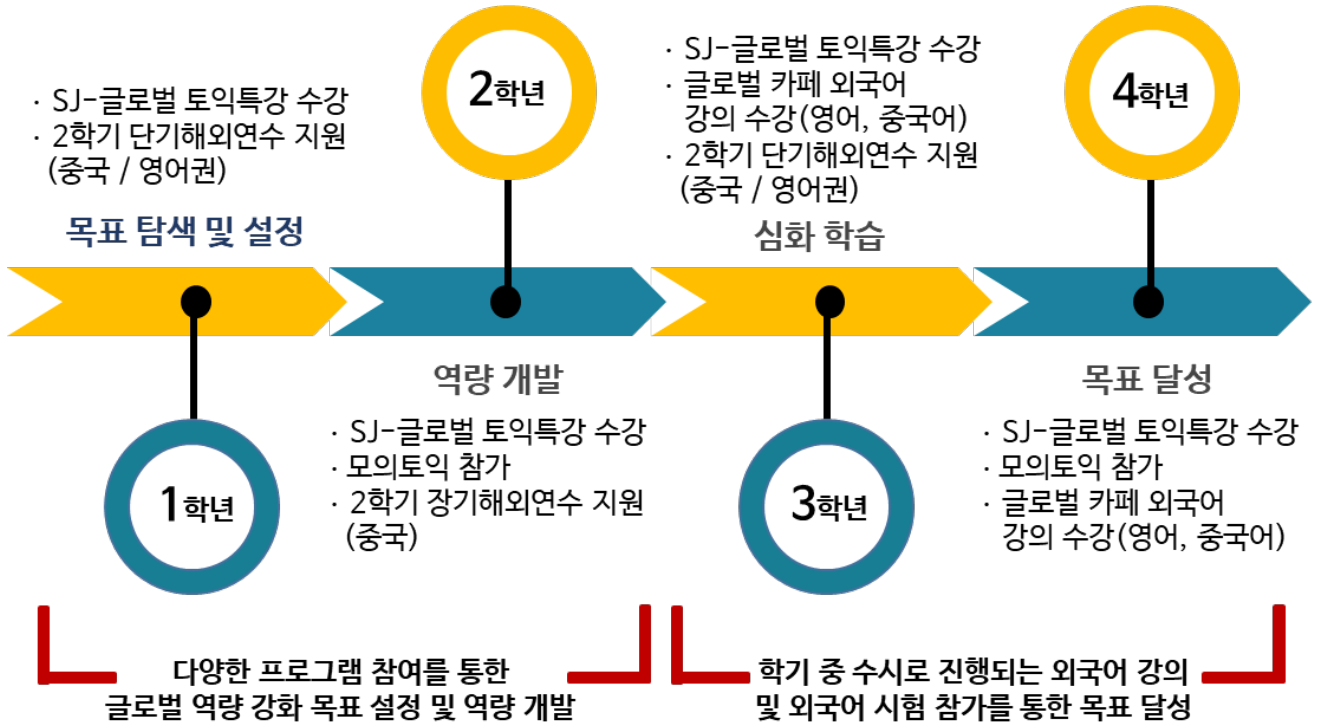 · SJ-글로벌 토익특강 수강
· 2학기 단기해외연수 지원
(중국 / 영어권)
목표 탐색 및 설정
1학년
2학년
역량 개발
· SJ-글로벌 토익특강 수강
· 모의토익 참가
· 2학기 장기해외연수 지원
(중국)
· SJ-글로벌 토익특강 수강
· 글로벌 카페 외국어
강의 수강(영어, 중국어)
· 2학기 단기해외연수 지원
(중국 / 영어권)
심화 학습
3학년
4학년
목표 달성
· SJ-글로벌 토익특강 수강
· 모의토익 참가
· 글로벌 카페 외국어
강의 수강(영어, 중국어)
다양한 프로그램 참여를 통한
글로벌 역량 강화 목표 설정 및 역량 개발
학기 중 수시로 진행되는 외국어 강의
및 외국어 시험 참가를 통한 목표 달성